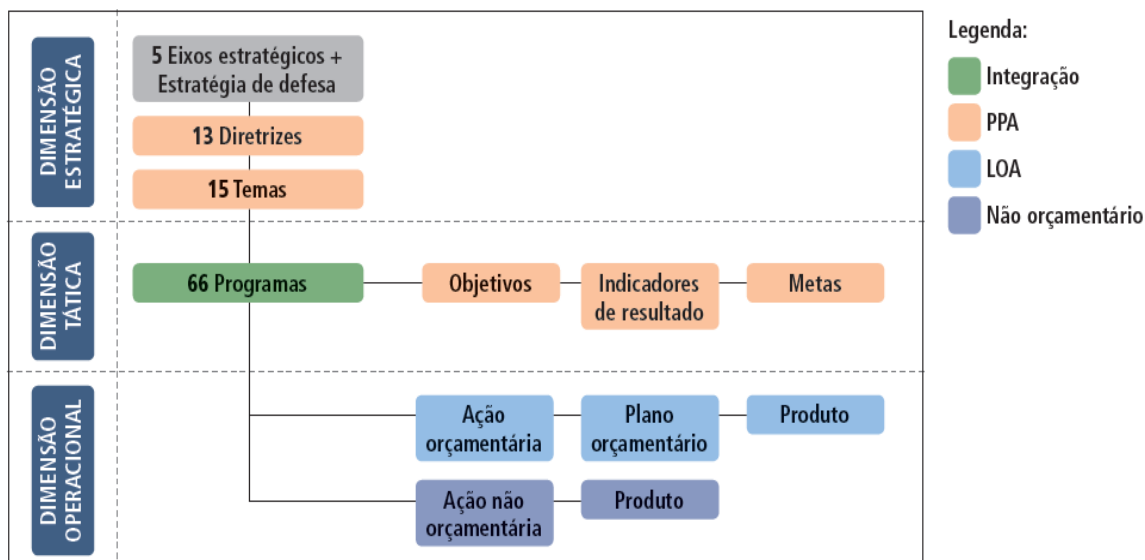 DIMENSÃO
ESTRATÉGICA
5 Eixos estratégicos +
Estratégia de defesa
13 Diretrizes
15 Temas
DIMENSÃO
TÁTICA
66 Programas
Objetivos
Indicadores
de resultado
Metas
DIMENSÃO
OPERACIONAL
Ação
orçamentária
Plano
orçamentário
Produto
Ação não
orçamentária
Produto
Legenda:
Integração
PPA
LOA
Não orçamentário